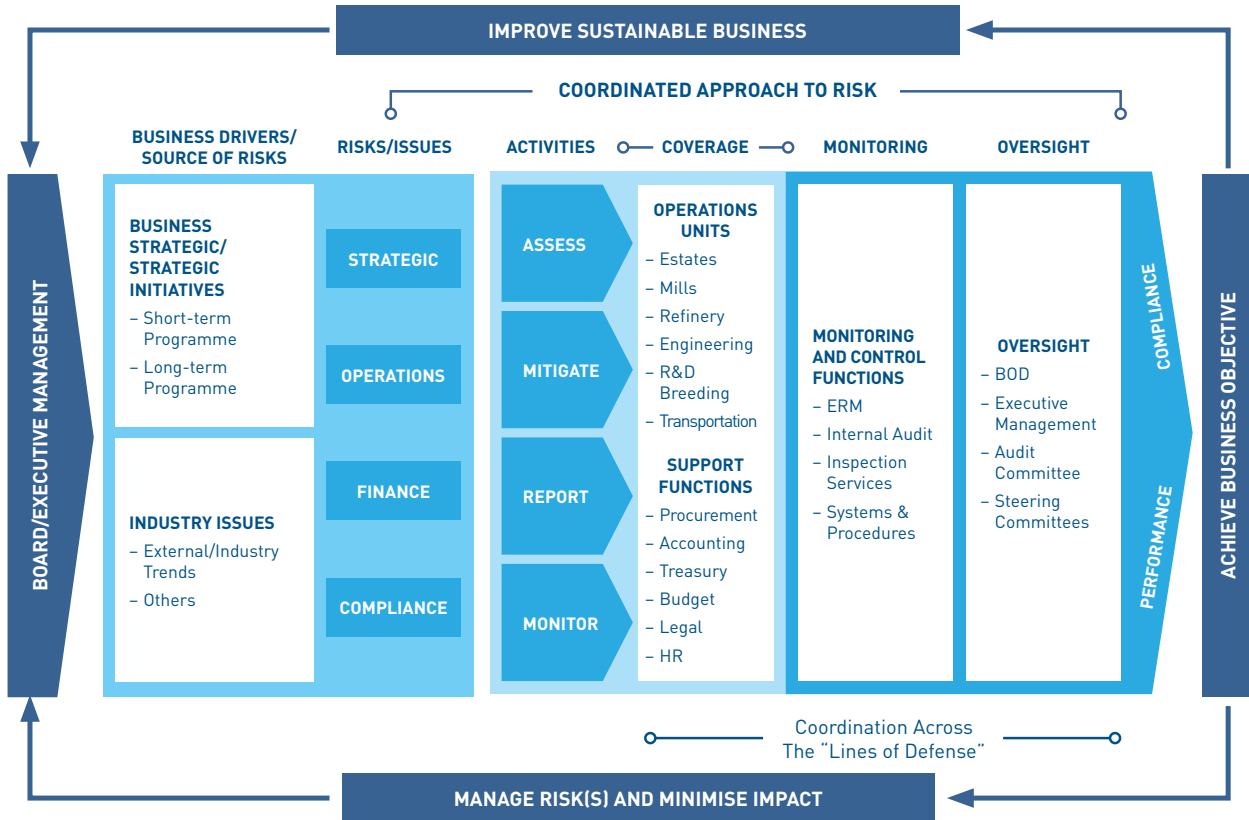 IMPROVE SUSTAINABLE BUSINESS
COORDINATED APPROACH TO RISK
BUSINESS DRIVERS/
SOURCE OF RISKS
RISKS/ISSUES
ACTIVITIES
COVERAGE
MONITORING
OVERSIGHT
BOARD/EXECUTIVE MANAGEMENT
BUSINESS
STRATEGIC/
STRATEGIC
INITIATIVES
– Short-term
Programme
– Long-term
Programme
INDUSTRY ISSUES
– External/Industry
Trends
– Others
STRATEGIC
OPERATIONS
FINANCE
COMPLIANCE
ASSESS
MITIGATE
REPORT
MONITOR
OPERATIONS
UNITS
– Estates
– Mills
– Refinery
– Engineering
– R&D
Breeding
– Transportation
SUPPORT
FUNCTIONS
– Procurement
– Accounting
– Treasury
– Budget
– Legal
– HR
MONITORING
AND CONTROL
FUNCTIONS
– ERM
– Internal Audit
– Inspection
Services
– Systems &
Procedures
OVERSIGHT
– BOD
– Executive
Management
– Audit
Committee
– Steering
Committees
COMPLIANCE
PERFORMANCE
ACHIEVE BUSINESS OBJECTIVE
Coordination Across
The “Lines of Defense”
MANAGE RISK(S) AND MINIMISE IMPACT